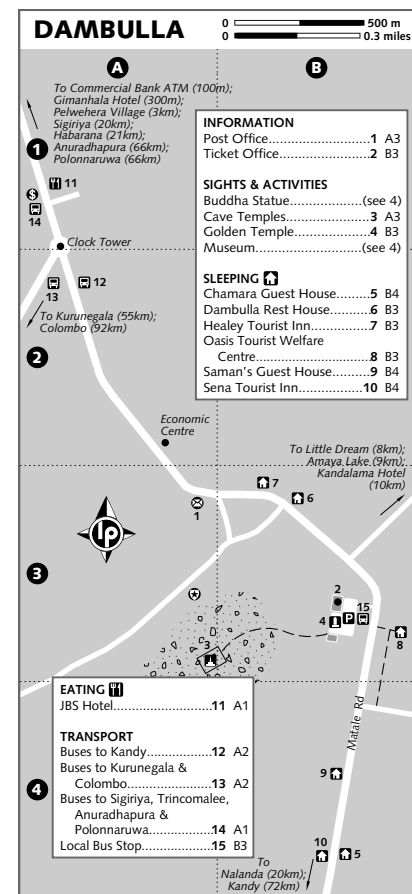 DAMBULLA
0 500 m
0 0.3 miles
A
B
To Commercial Bank ATM (100m);
Gimanhala Hotel (300m);
Pelwehera Village (3km);
Sigiriya (20km);
Habarana (21km);
Anuradhapura (66km);
Polonnaruwa (66km)
1
11
$
14
Clock Tower
13
12
To Kurunegala (55km);
Colombo (92km)
2
INFORMATION
Post Office..................1 A3
Ticket Office................2 B3
SIGHTS & ACTIVITIES
Buddha Statue..............(see 4)
Cave Temples...............3 A3
Golden Temple..............4 B3
Museum.....................(see 4)
SLEEPING
Chamara Guest House........5 B4
Dambulla Rest House........6 B3
Healey Tourist Inn.........7 B3
Oasis Tourist Welfare
Centre.....................8 B3
Saman's Guest House........9 B4
Sena Tourist Inn...........10 B4
Economic
Centre
To Little Dream (8km);
Amaya Lake (9km);
Kandalama Hotel
(10km)
7
6
1
lp
3
2
15
P
4
3
8
Matale Rd
EATING
JBS Hotel..................11 A1
TRANSPORT
Buses to Kandy.............12 A2
Buses to Kurunegala &
Colombo....................13 A2
Buses to Sigiriya, Trincomalee,
Anuradhapura &
Polonnaruwa................14 A1
Local Bus Stop.............15 B3
4
9
10
5
To
Nalanda (20km);
Kandy (72km)